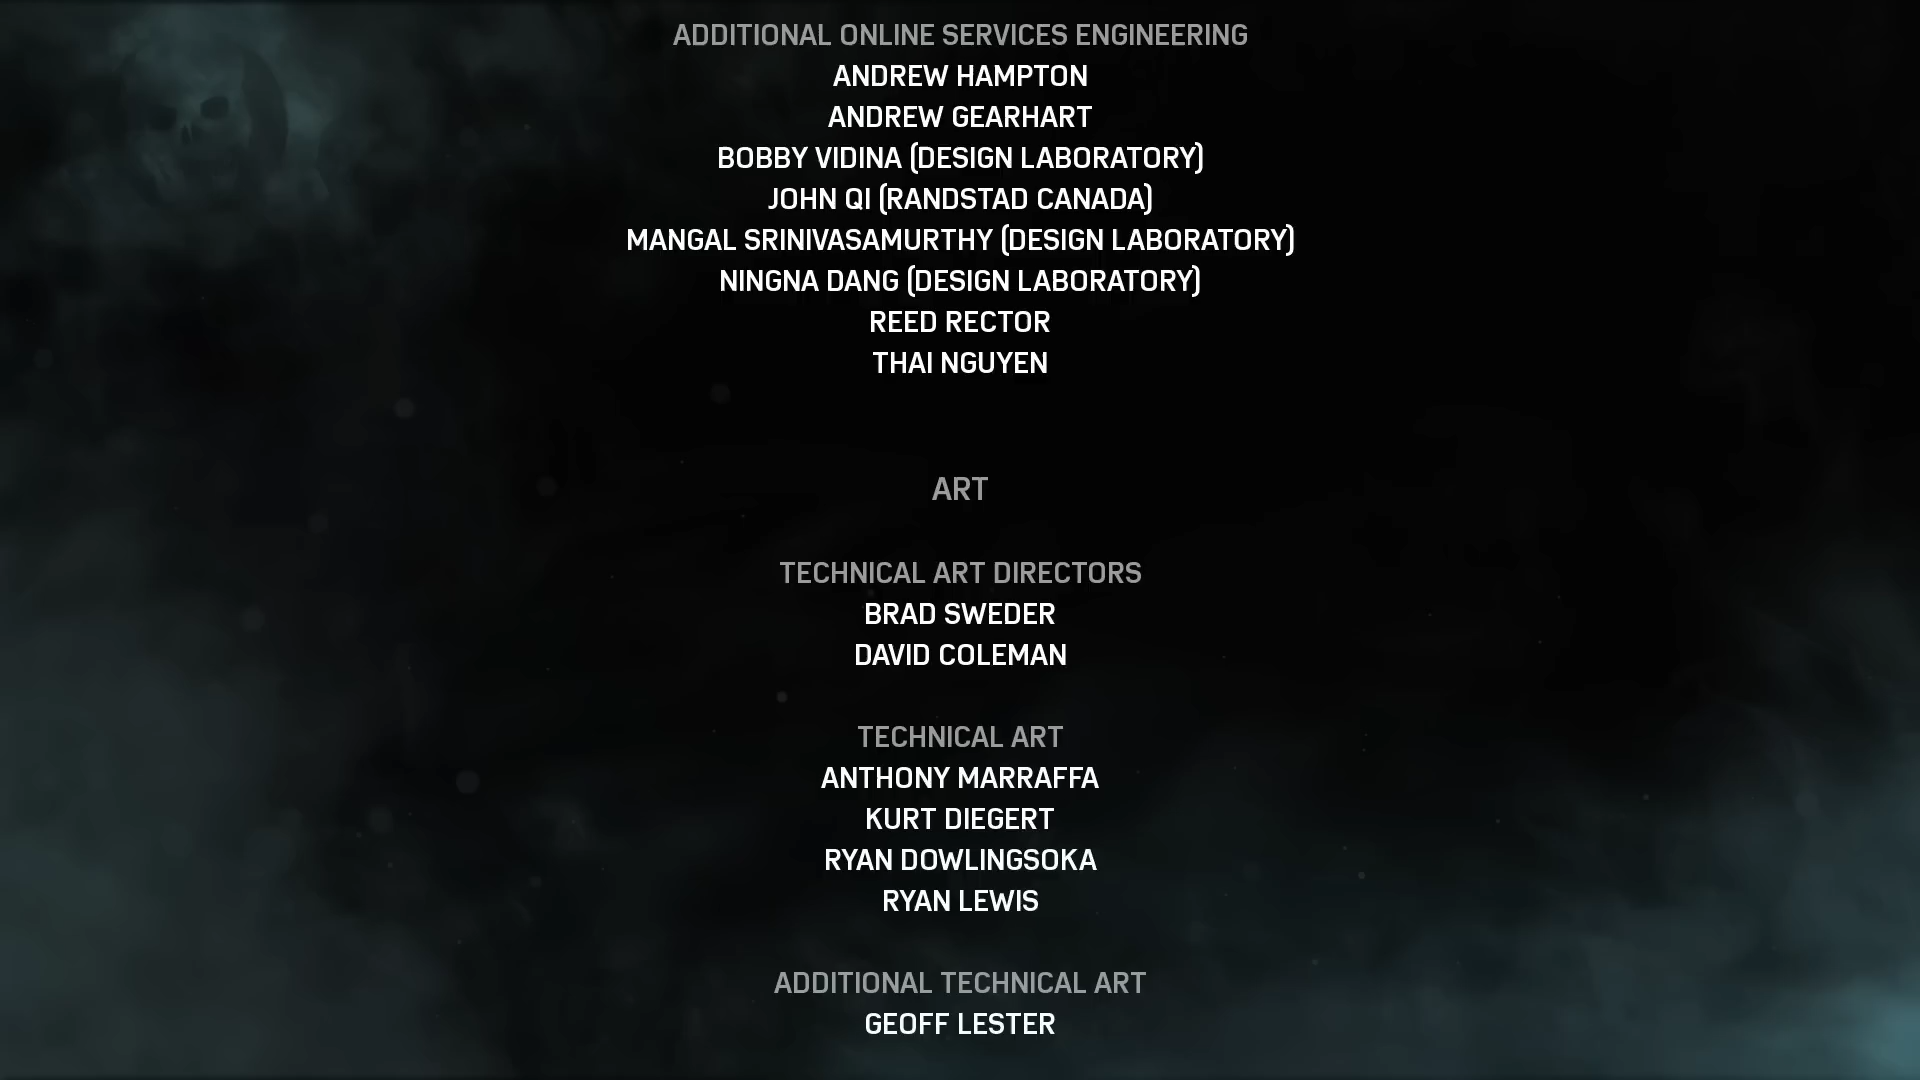 ADDITIONAL ONLINE SERVICES ENGINEERING
ANDREW HAMPTON
ANDREW GEARHART
BOBBY VIDINA (DESIGN LABORATORY)
JOHN QI (RANDSTAD CANADA)
MANGAL SRINIVASAMURTHY (DESIGN LABORATORY)
NINGNA DANG (DESIGN LABORATORY)
REED RECTOR
THAI NGUYEN
ART
TECHNICAL ART DIRECTORS
BRAD SWEDER
DAVID COLEMAN
TECHNICAL ART
ANTHONY MARRAFFA
KURT DIEGERT
RYAN DOWLINGSOKA
RYAN LEWIS
ADDITIONAL TECHNICAL ART
GEOFF LESTER